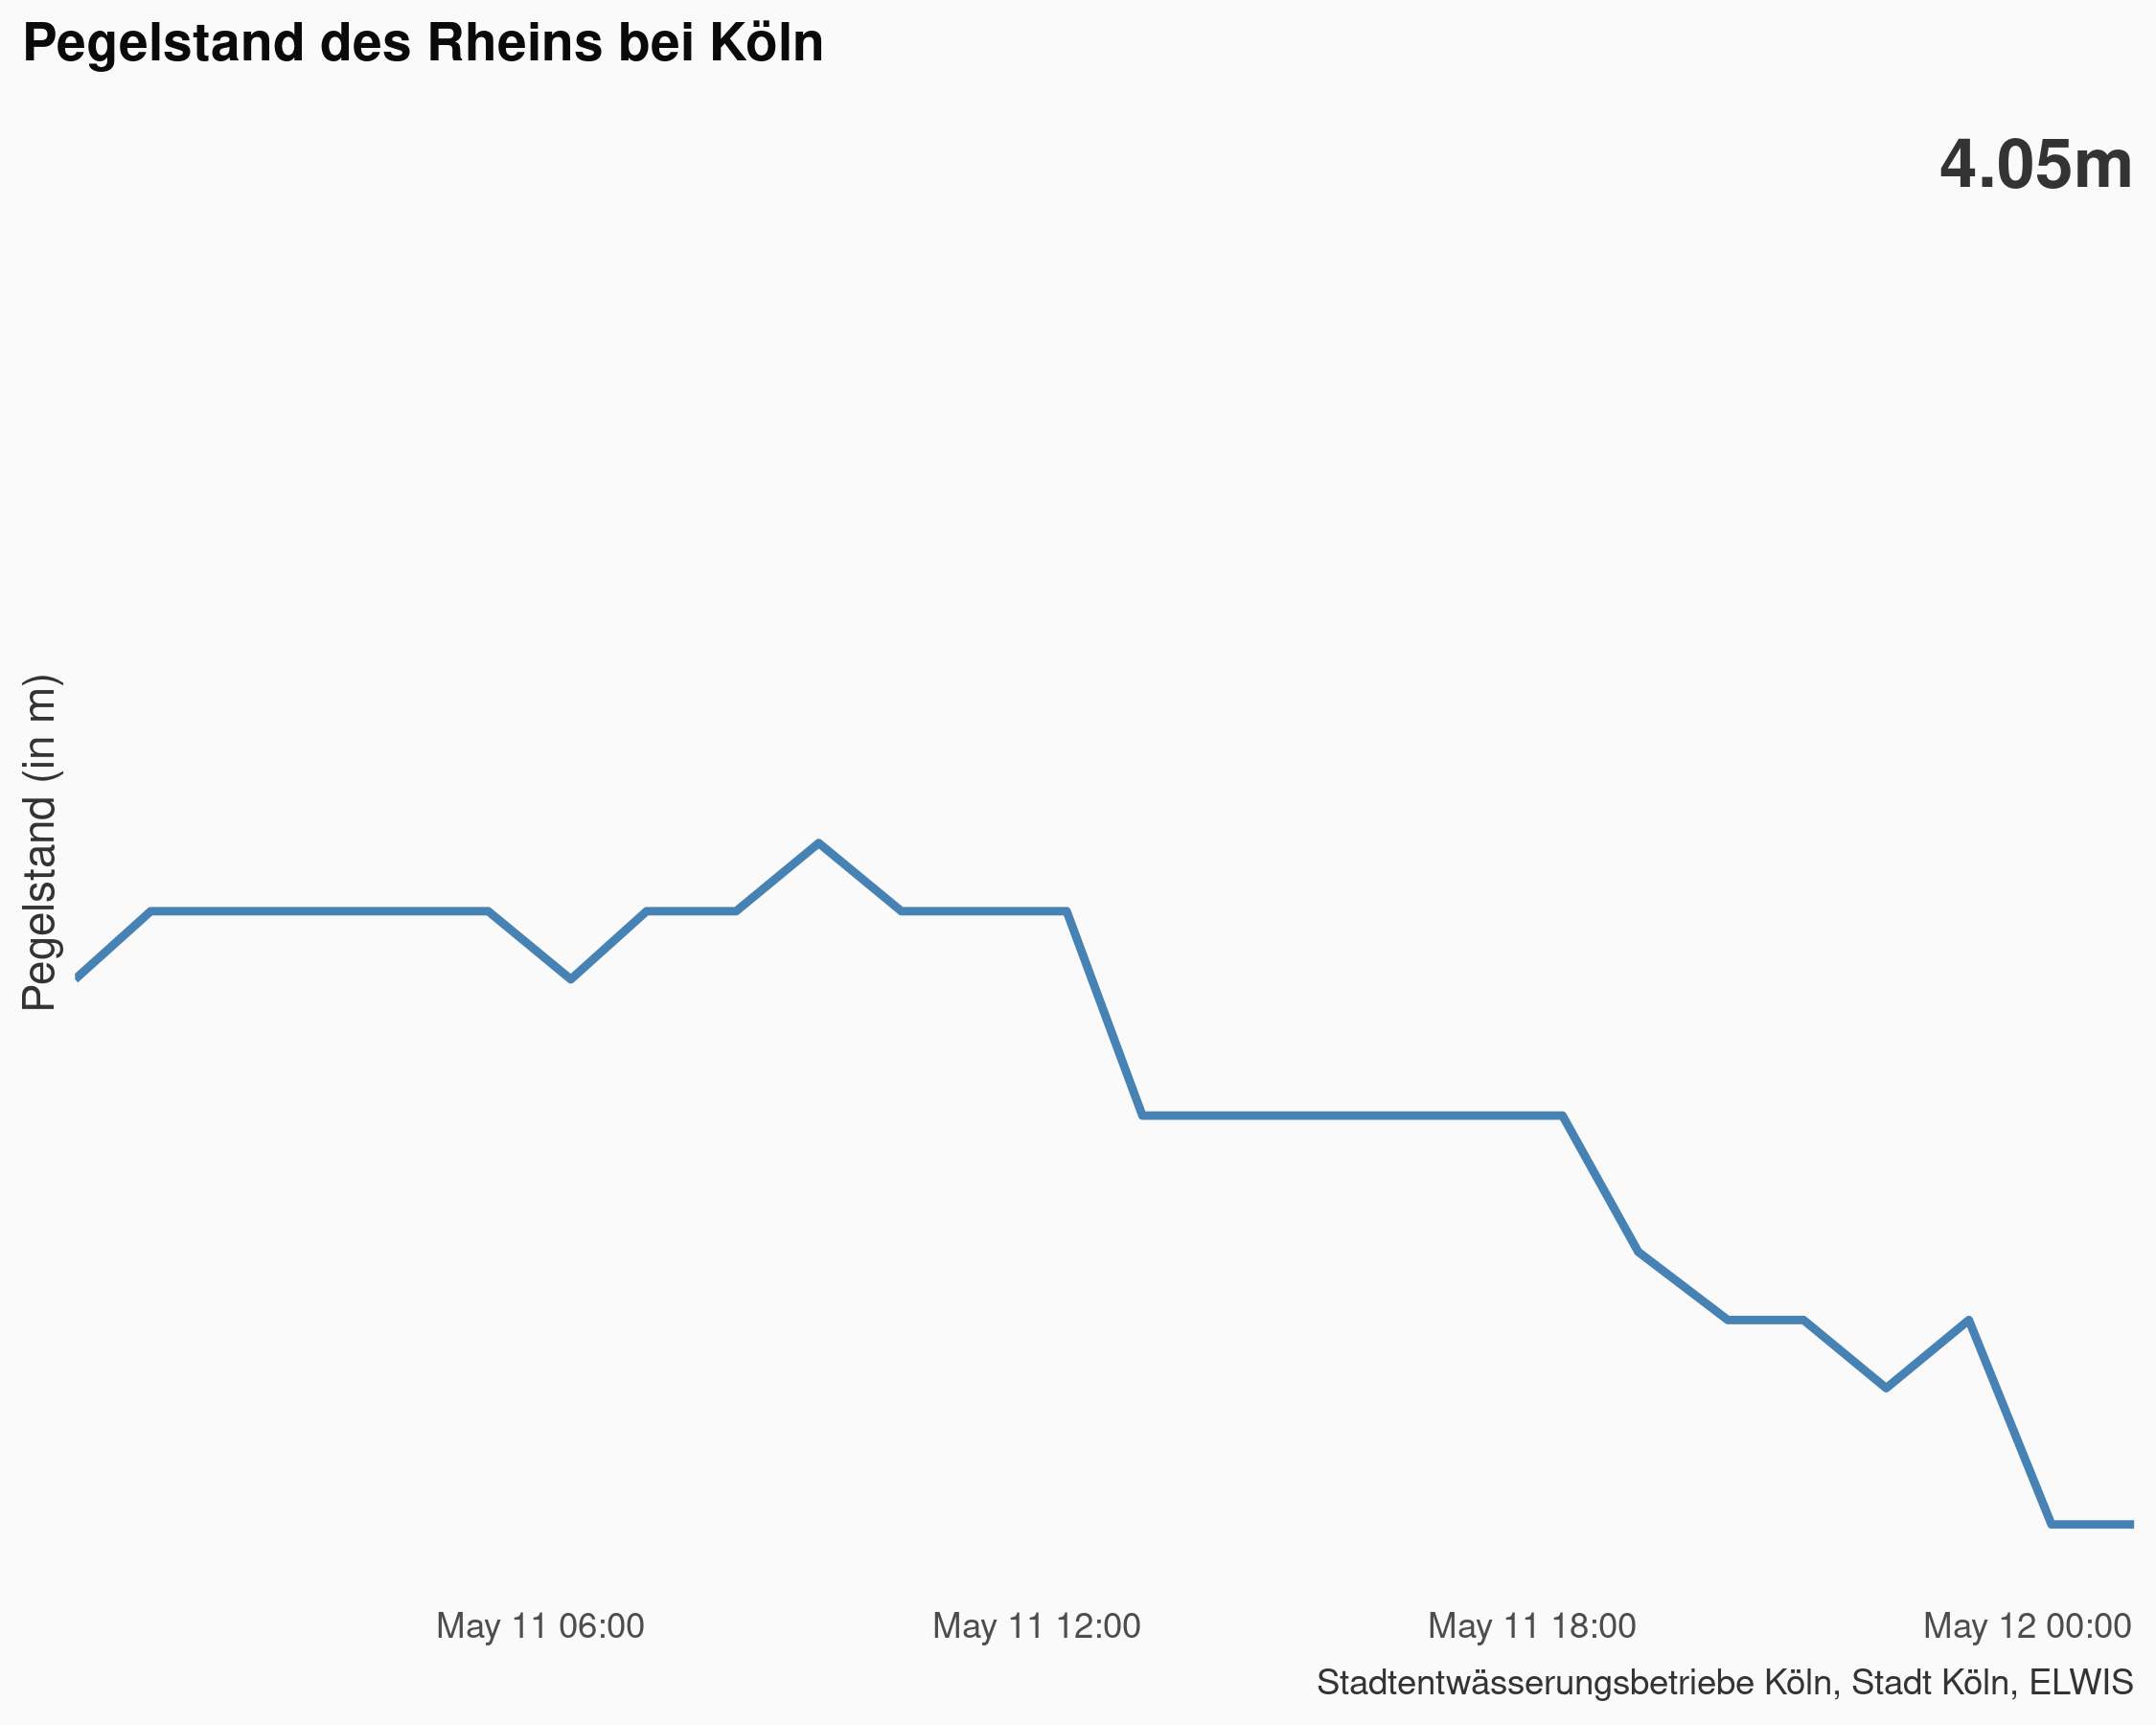 Pegelstand des Rheins bei Köln
4.05m
Pegelstand (in m)
May 11 06:00
May 11 12:00
May 11 18:00
May 12 00:00
Stadtentwässerungsbetriebe Köln, Stadt Köln, ELWIS